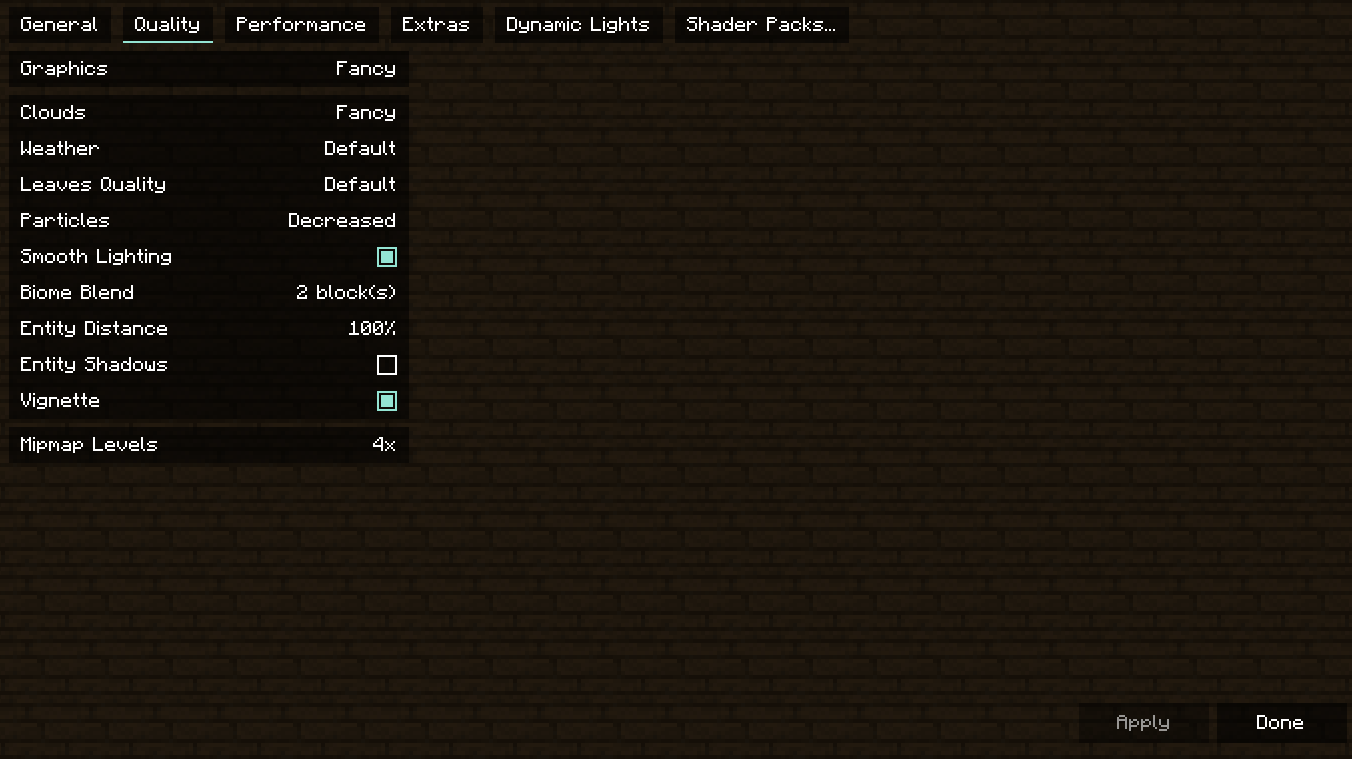 General Quality Performance Extras Dynamic Lights Shader Packs...
Graphics Fancy
Clouds Fancy
Weather Default
Leaves Quality Default
Particles Decreased
Smooth Lighting
Biome Blend 2 block(s)
Entity Distance 100%
Entity Shadows
Vignette
Mipmap Levels 4x
Apply Done